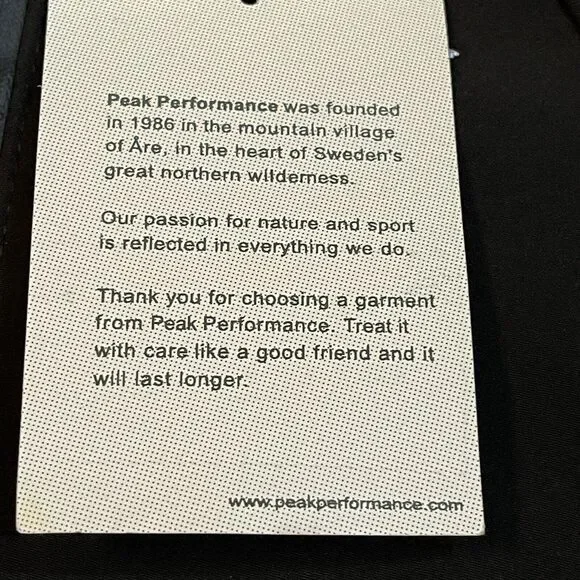 Peak Performance was founded
in 1986 in the mountain village
of Åre, in the heart of Sweden's
great northern wilderness.
Our passion for nature and sport
is reflected in everything we do.
Thank you for choosing a garment
from Peak Performance. Treat it
with care like a good friend and it
will last longer.
www.peakperformance.com